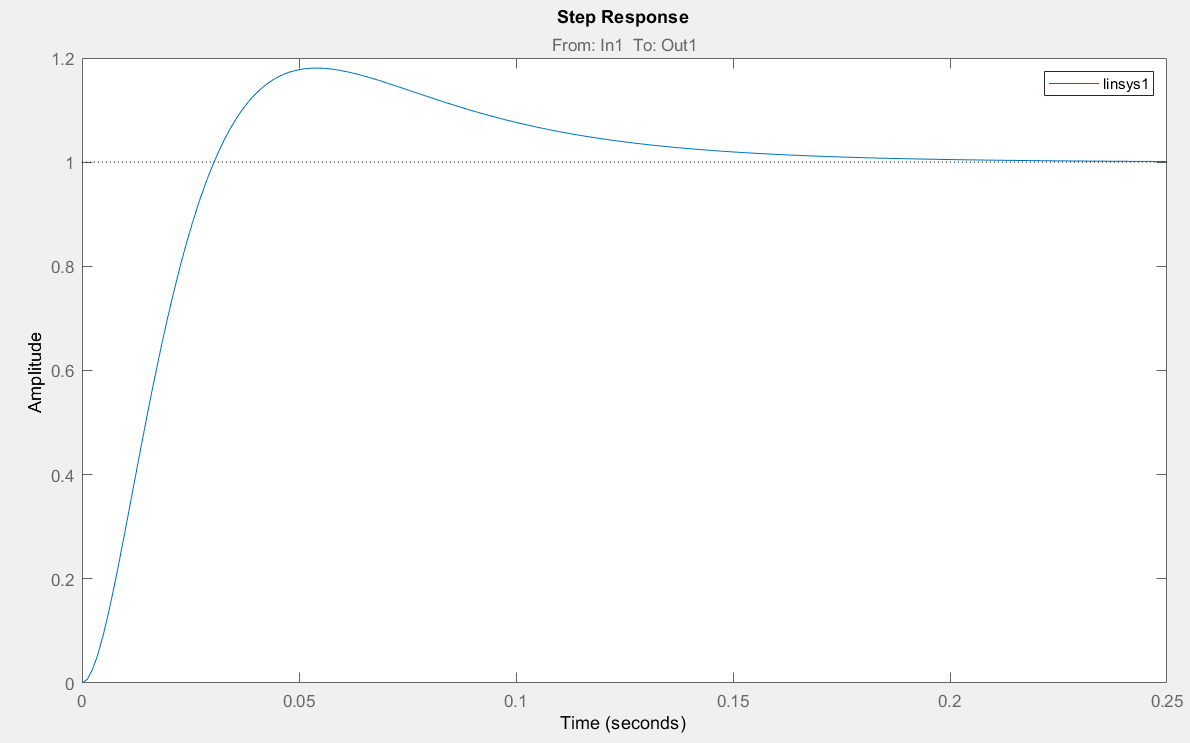 Step Response
From: In1 To: Out1
linsys1
1.2
1
0.8
0.6
0.4
0.2
0
Amplitude
0 0.05 0.1 0.15 0.2 0.25
Time (seconds)